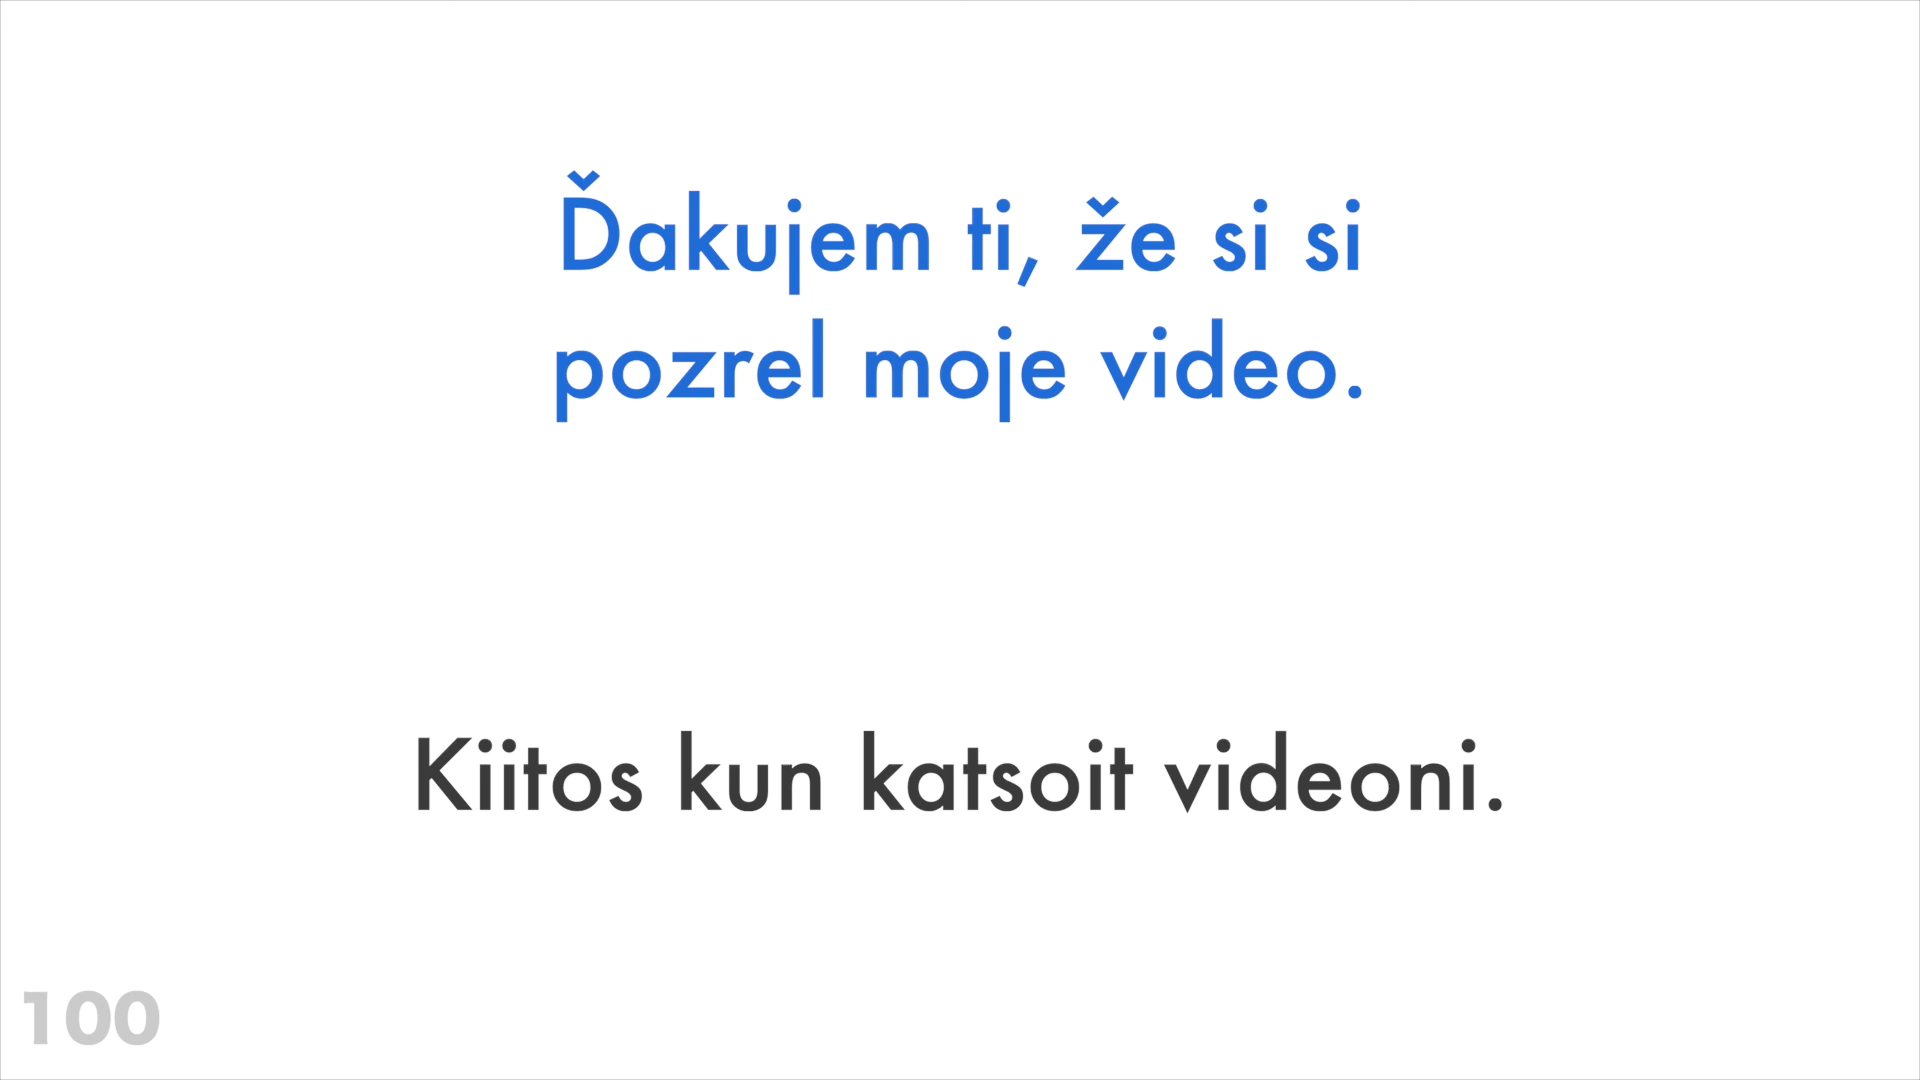 Ďakujem ti, že si si
pozrel moje video.
Kiitos kun katsoit videoni.
100